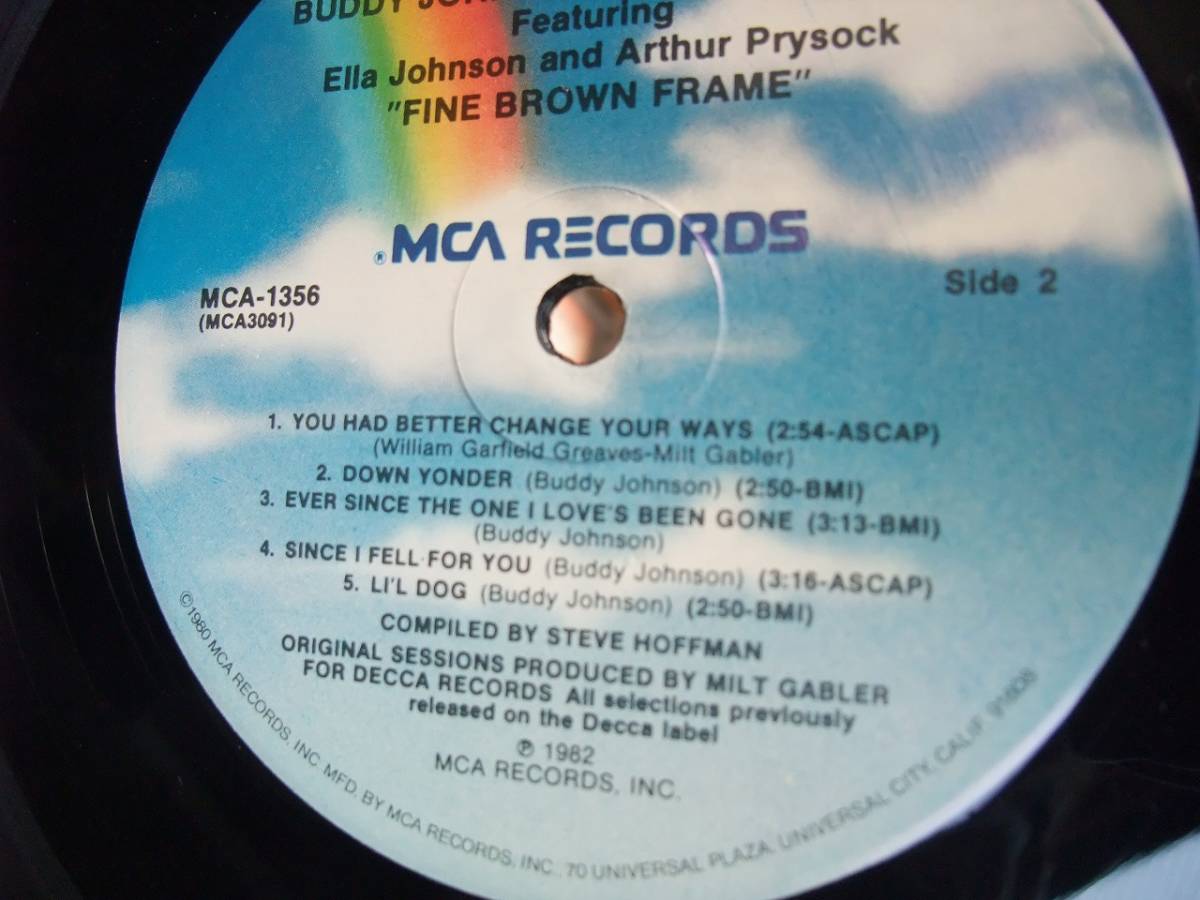 BUDDY
Featuring
Ella Johnson and Arthur Prysock
"FINE BROWN FRAME"
®MCA RECORDS
MCA-1356
(MCA3091)
Side 2
1. YOU HAD BETTER CHANGE YOUR WAYS (2:54-ASCAP)
(William Garfield Greaves-Milt Gabler)
2. DOWN YONDER (Buddy Johnson) (2:50-BMI)
3. EVER SINCE THE ONE I LOVE'S BEEN GONE (3:13-BMI)
(Buddy Johnson)
4. SINCE I FELL FOR YOU (Buddy Johnson) (3:16-ASCAP)
5. LI'L DOG (Buddy Johnson) (2:50-BMI)
COMPILED BY STEVE HOFFMAN
ORIGINAL SESSIONS PRODUCED BY MILT GABLER
FOR DECCA RECORDS All selections previously
released on the Decca label
℗ 1982
MCA RECORDS, INC.
©1980 MCA RECORDS, INC. MFD. BY MCA RECORDS, INC., 70 UNIVERSAL PLAZA, UNIVERSAL CITY, CALIF. 91608